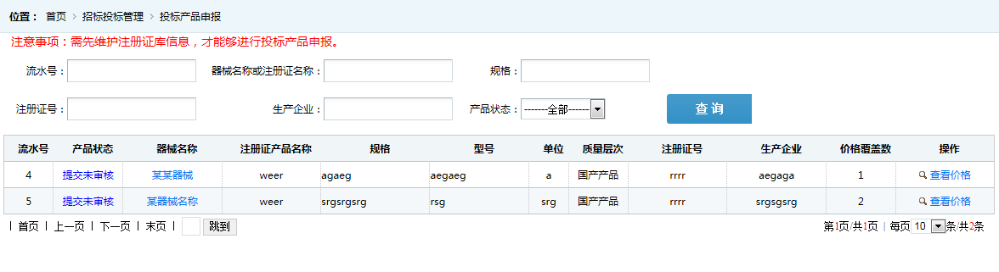 位置： 首页 > 招标投标管理 > 投标产品申报
注意事项：需先维护注册证库信息，才能够进行投标产品申报。
流水号： 器械名称或注册证名称： 规格：
注册证号： 生产企业： 产品状态： -------全部------ 查 询
流水号 产品状态 器械名称 注册证产品名称 规格 型号 单位 质量层次 注册证号 生产企业 价格覆盖数 操作
4 提交未审核 某某器械 weer agaeg aegaeg a 国产产品 rrrr aegaga 1 查看价格
5 提交未审核 某器械名称 weer srgsrgsrg rsg srg 国产产品 rrrr srgsgsrg 2 查看价格
| 首页 | 上一页 | 下一页 | 末页 | 跳到 第1页/共1页 | 每页 10 条/共2条